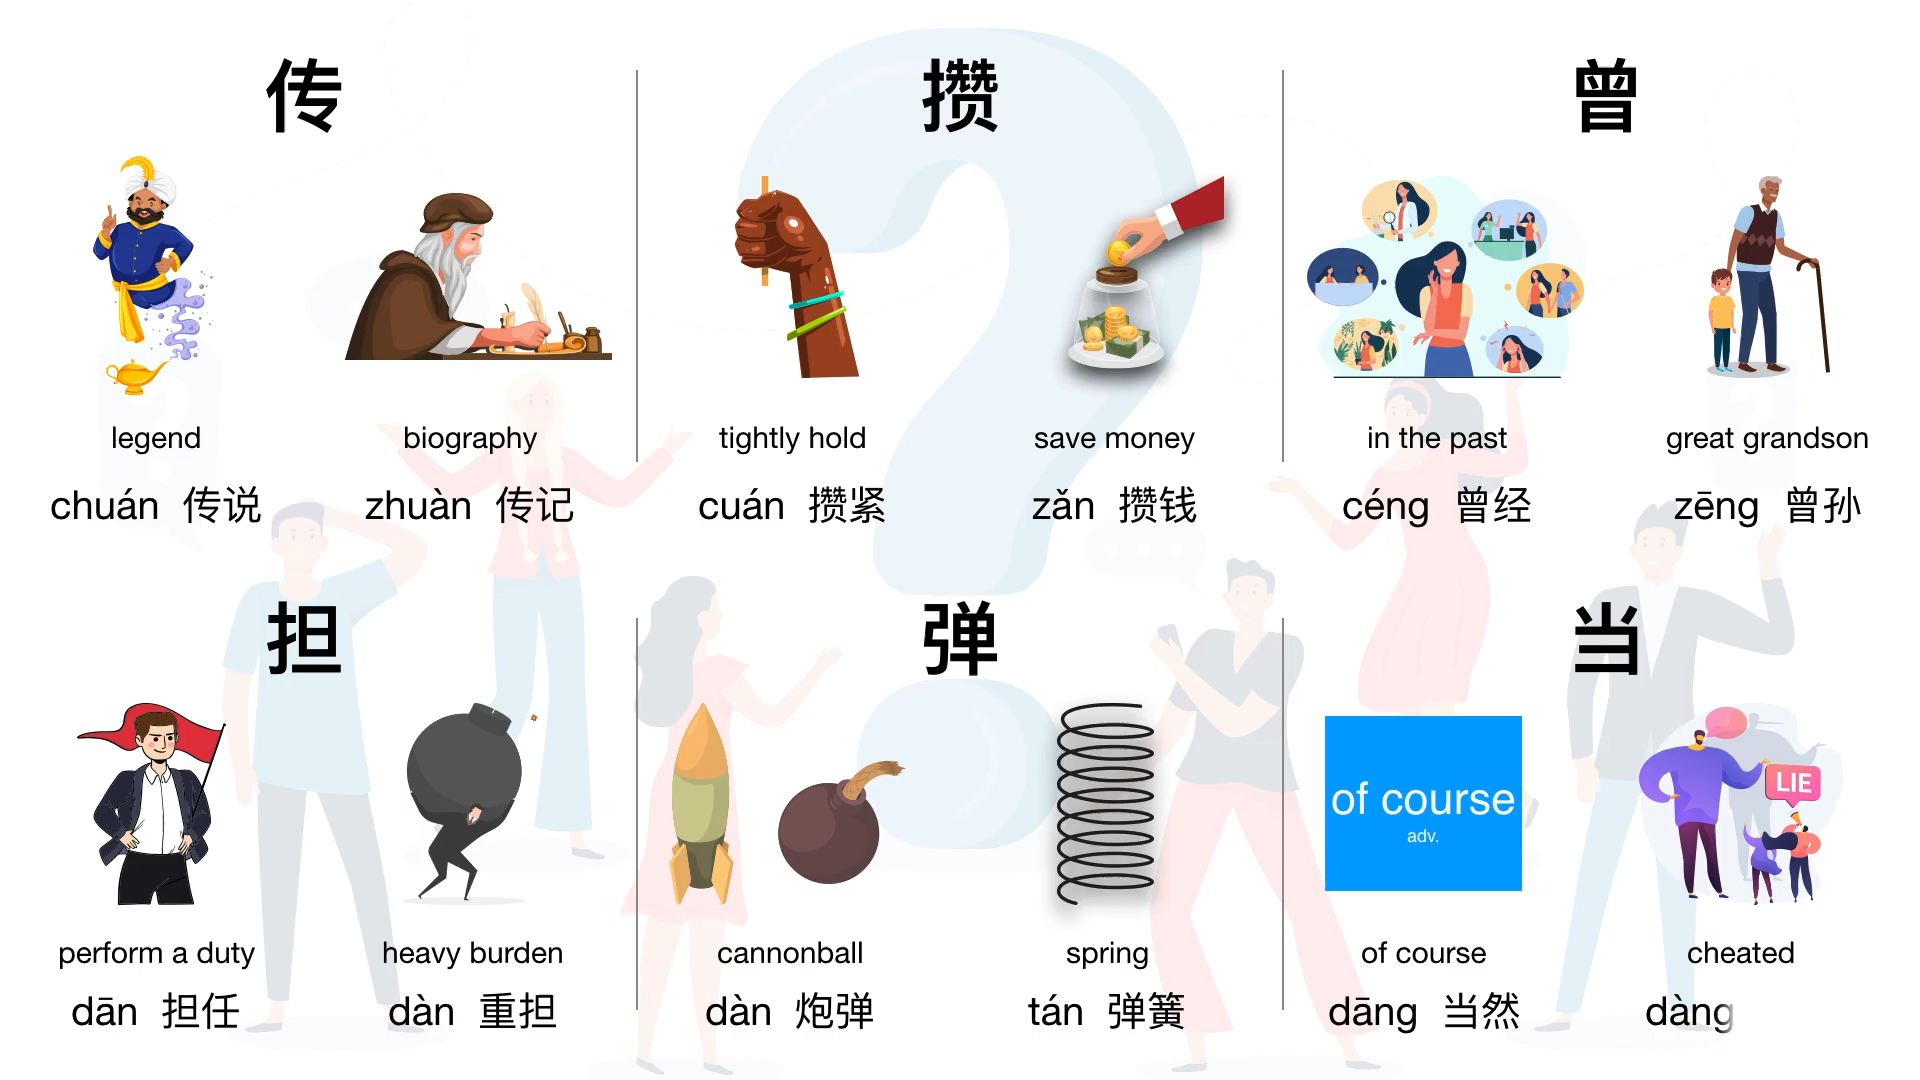 传
legend
chuán 传说
biography
zhuàn 传记
攒
tightly hold
cuán 攒紧
save money
zǎn 攒钱
曾
in the past
céng 曾经
great grandson
zēng 曾孙
担
perform a duty
dān 担任
heavy burden
dàn 重担
弹
cannonball
dàn 炮弹
spring
tán 弹簧
当
of course
adv.
of course
dāng 当然
LIE
cheated
dàng